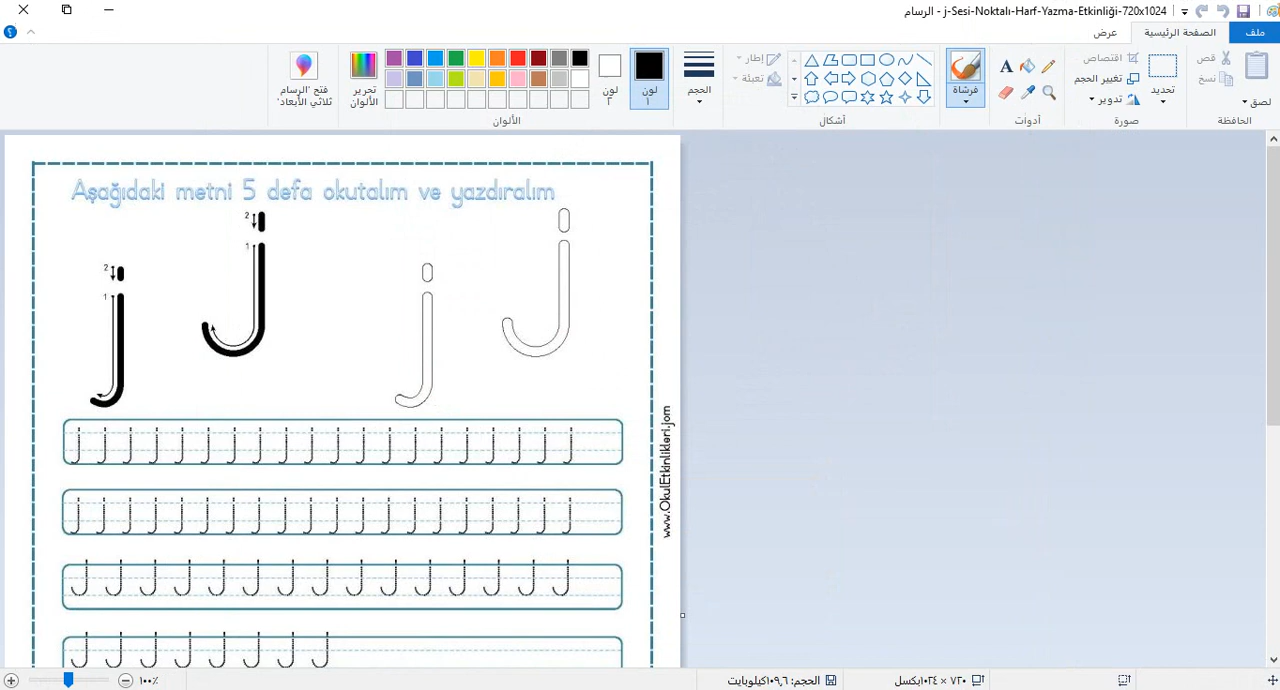 j-Sesi-Noktalı-Harf-Yazma-Etkinliği-720x1024 - الرسام
ملف
الصفحة الرئيسية
عرض
لصق
قص
نسخ
الحافظة
تحديد
اقتصاص
تغيير الحجم
تدوير
صورة
A
أدوات
فرشاة
أشكال
إطار
تعبئة
الحجم
لون ١
لون ٢
تحرير الألوان
الألوان
فتح "الرسام ثلاثي الأبعاد"
Aşağıdaki metni 5 defa okutalım ve yazdıralım
2 1 j 2 1 J j J
j j j j j j j j j j j j j j j j j j j j
j j j j j j j j j j j j j j j j j j j j
J J J J J J J J J J J J J J J
J J J J J J J J
www.OkulEtkinlikleri.jom
٧٢٠ × ١٠٢٤بكسل
الحجم: ١٠٩,٦كيلوبايت
١٠٠٪